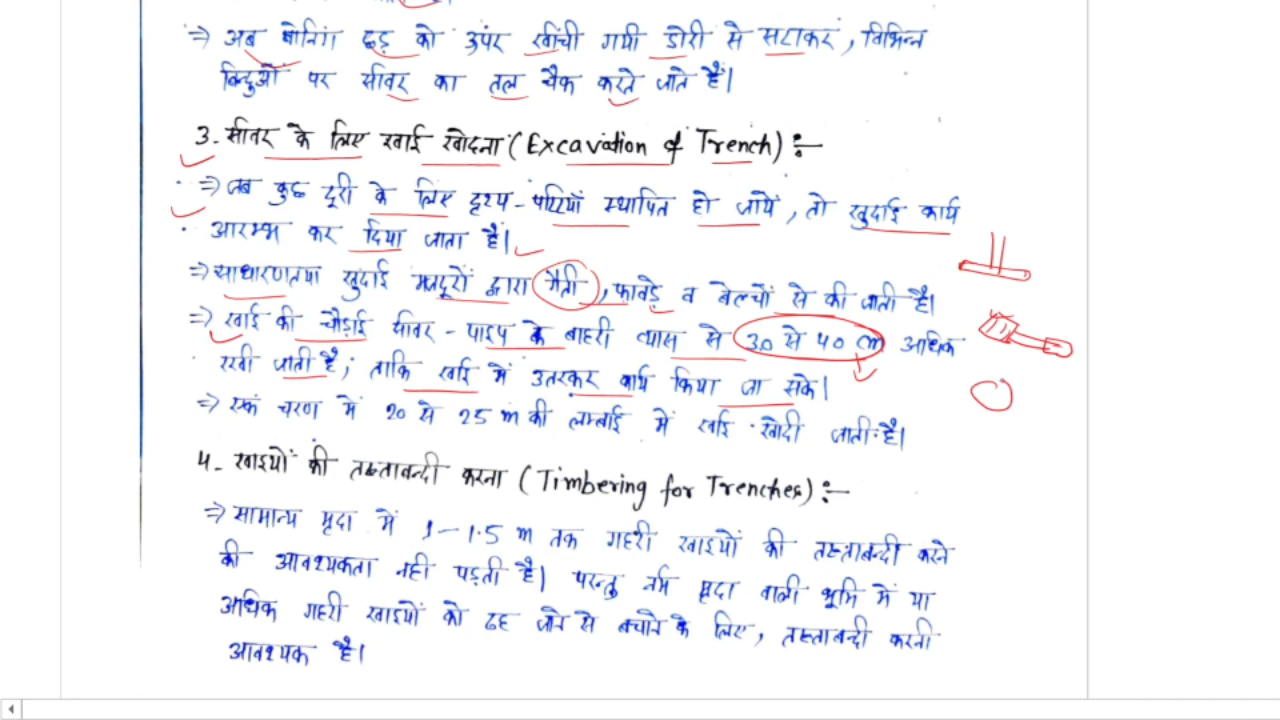 ⇒ अब बोनिंग छड़ को ऊपर खींची गयी डोरी से सटाकर, विभिन्न
बिन्दुओं पर सीवर का तल चैक करते जाते हैं।
3. सीवर के लिए खाई खोदना (Excavation of Trench) :-
⇒ जब कुछ दूरी के लिए दृश्य-पट्टियाँ स्थापित हो जायें, तो खुदाई कार्य
आरम्भ कर दिया जाता है।
⇒ साधारणतया खुदाई मजदूरों द्वारा गैंती, फावड़े व बेल्चों से की जाती है।
⇒ खाई की चौड़ाई सीवर-पाइप के बाहरी व्यास से 30 से 40 cm अधिक
रखी जाती है; ताकि खाई में उतरकर कार्य किया जा सके।
⇒ एक चरण में 20 से 25 m की लम्बाई में खाई खोदी जाती है।
4. खाइयों की तख्ताबन्दी करना (Timbering for Trenches) :-
⇒ सामान्य मृदा में 1-1.5 m तक गहरी खाइयों की तख्ताबन्दी करने
की आवश्यकता नही पड़ती है। परन्तु नर्म मृदा वाली भूमि में या
अधिक गहरी खाइयों को ढह जाने से बचाने के लिए, तख्ताबन्दी करनी
आवश्यक है।